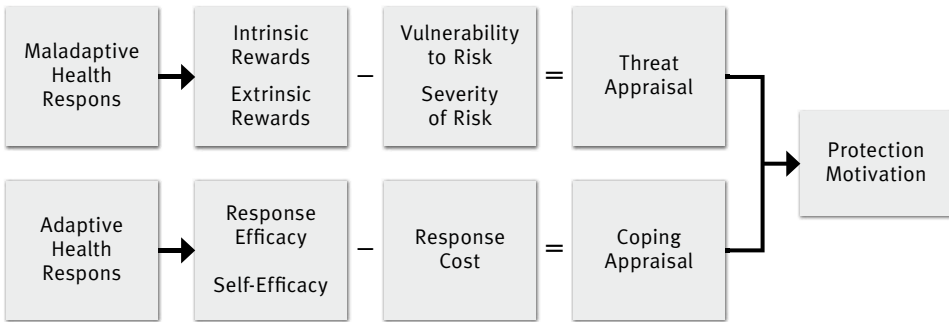 Maladaptive
Health
Respons
Intrinsic
Rewards
Extrinsic
Rewards
−
Vulnerability
to Risk
Severity
of Risk
=
Threat
Appraisal
Adaptive
Health
Respons
Response
Efficacy
Self-Efficacy
−
Response
Cost
=
Coping
Appraisal
Protection
Motivation